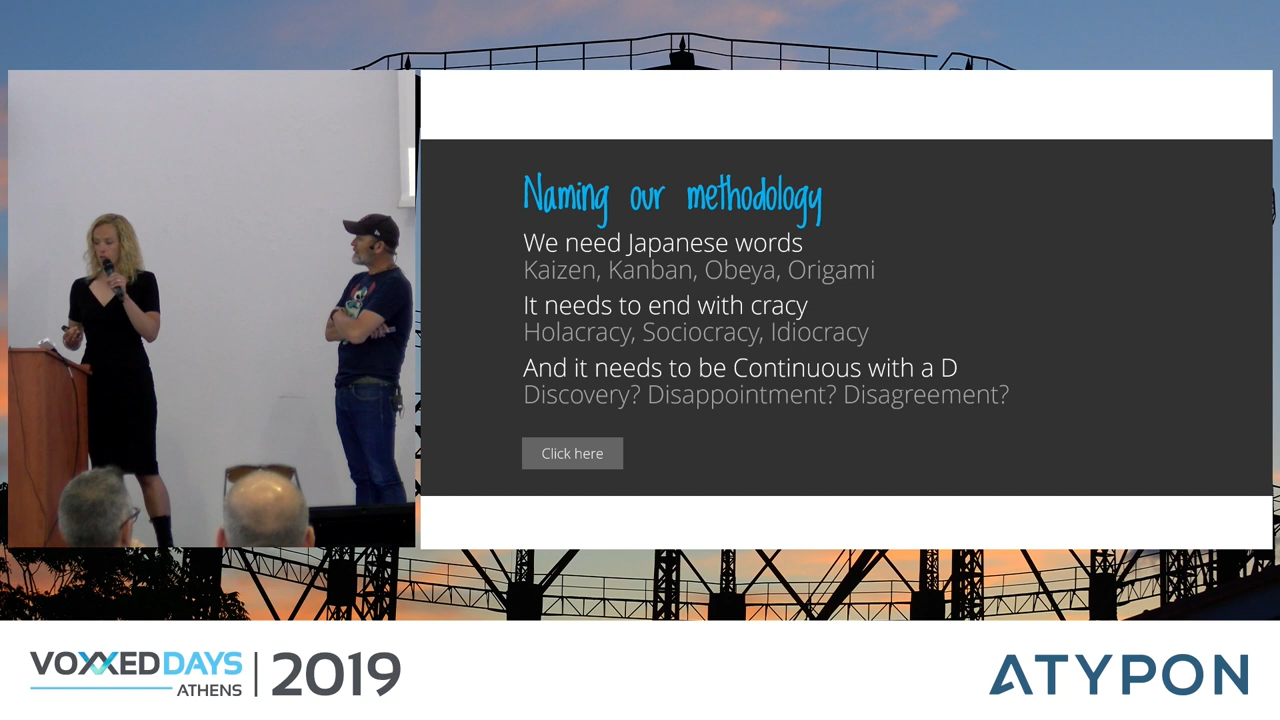 Naming our methodology
We need Japanese words
Kaizen, Kanban, Obeya, Origami
It needs to end with cracy
Holacracy, Sociocracy, Idiocracy
And it needs to be Continuous with a D
Discovery? Disappointment? Disagreement?
Click here
VOXXED DAYS
ATHENS
2019
ATYPON